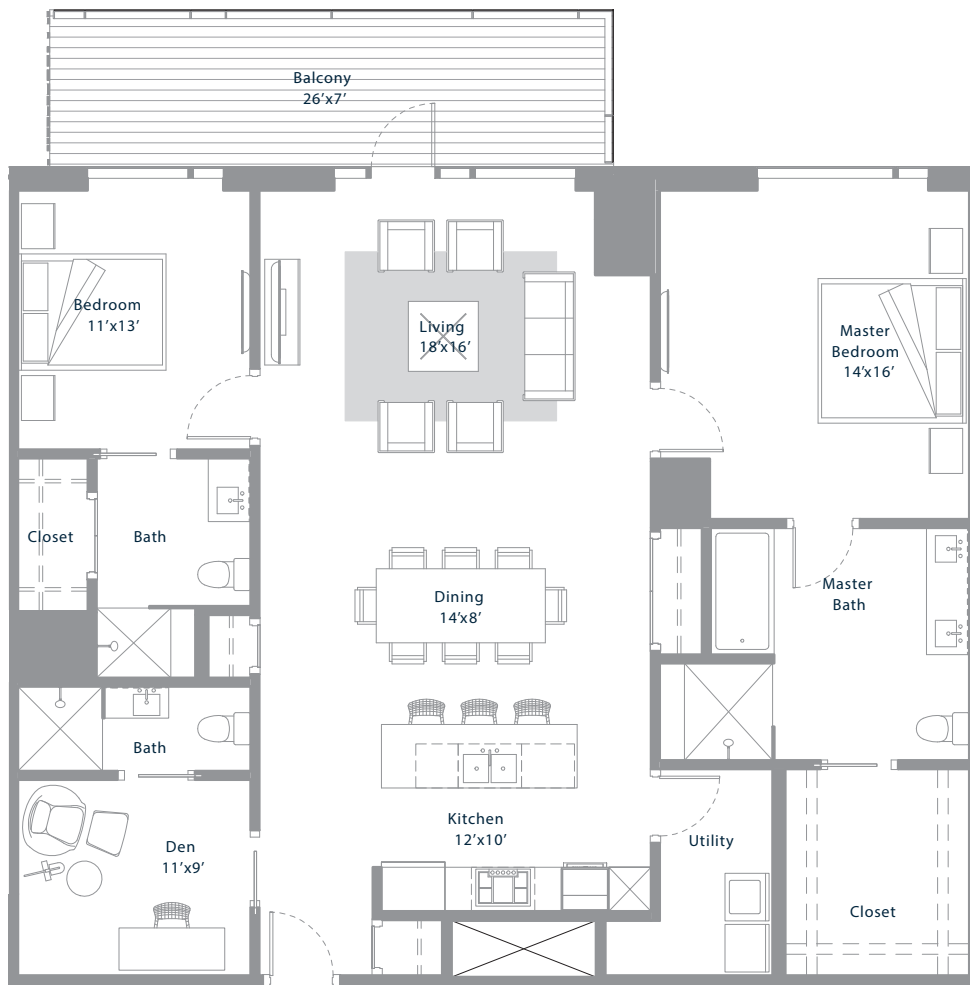 Balcony
26'x7'
Bedroom
11'x13'
Living
18'x16'
Master
Bedroom
14'x16'
Closet
Bath
Master
Bath
Dining
14'x8'
Bath
Kitchen
12'x10'
Utility
Den
11'x9'
Closet